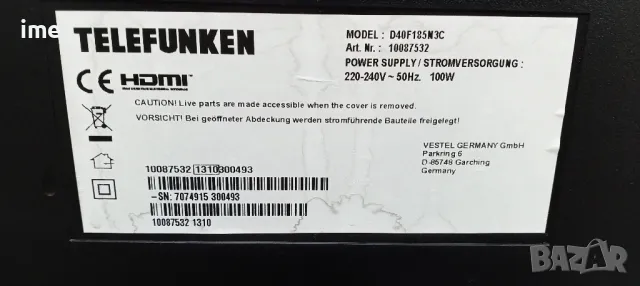 ime
TELEFUNKEN
MODEL : D40F185N3C
Art. Nr. : 10087532
POWER SUPPLY / STROMVERSORGUNG :
220-240V ~ 50Hz. 100W
CE HDMI
CAUTION! Live parts are made accessible when the cover is removed.
VORSICHT! Bei geöffneter Abdeckung werden stromführende Bauteile freigelegt!
VESTEL GERMANY GmbH
Parkring 6
D-85748 Garching
Germany
10087532 1310300493
-SN: 7074915 300493
10087532 1310
bazar